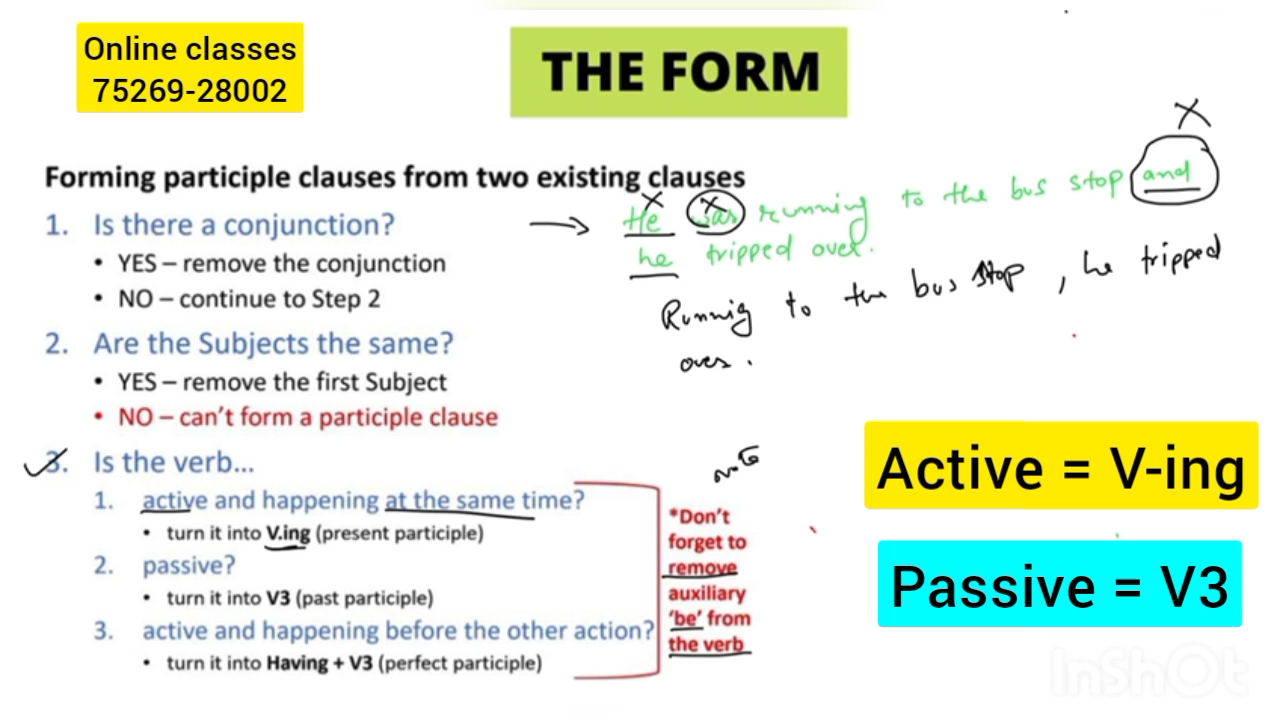 Online classes
75269-28002
THE FORM
Forming participle clauses from two existing clauses
1. Is there a conjunction?
• YES – remove the conjunction
• NO – continue to Step 2
2. Are the Subjects the same?
• YES – remove the first Subject
• NO – can't form a participle clause
3. Is the verb...
1. active and happening at the same time?
• turn it into V.ing (present participle)
2. passive?
• turn it into V3 (past participle)
3. active and happening before the other action?
• turn it into Having + V3 (perfect participle)
He was running to the bus stop and
he tripped over.
Running to the bus stop, he tripped
over.
Note
*Don't
forget to
remove
auxiliary
'be' from
the verb
Active = V-ing
Passive = V3
InShOt